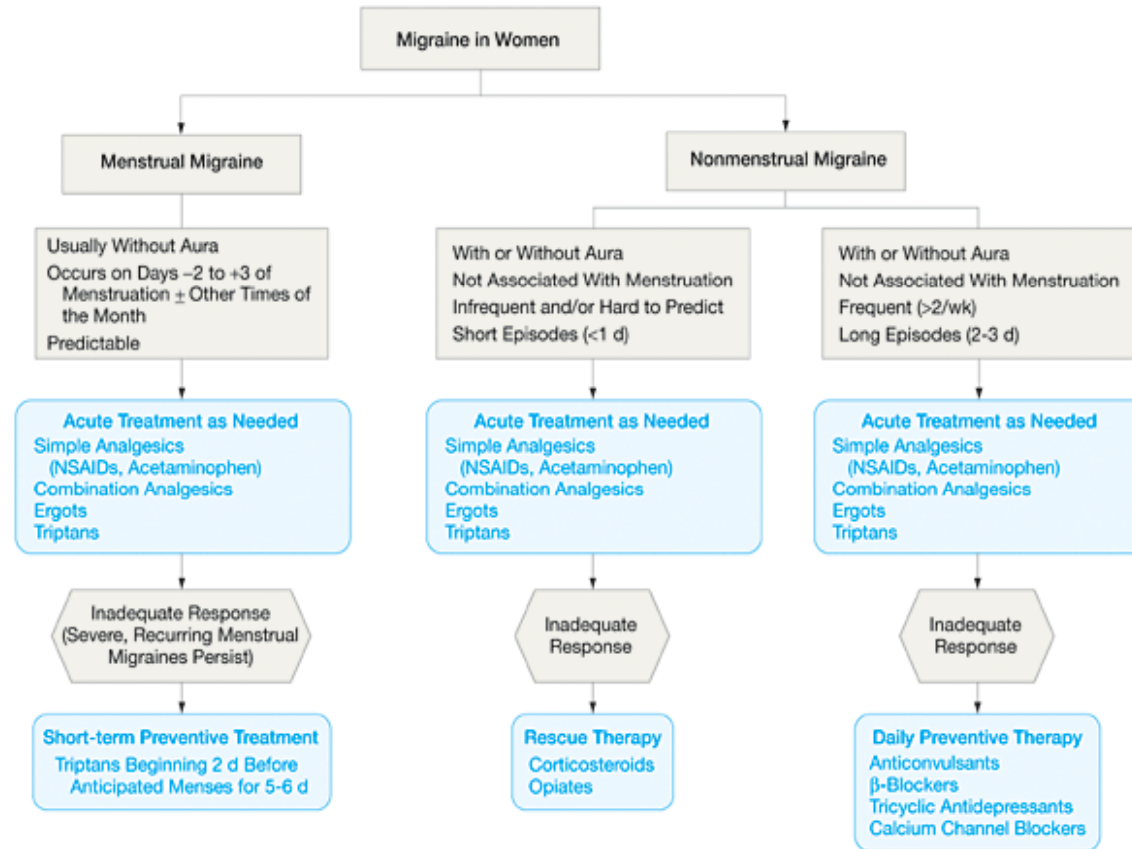 Migraine in Women
Menstrual Migraine
Nonmenstrual Migraine
Usually Without Aura
Occurs on Days −2 to +3 of
Menstruation ± Other Times of
the Month
Predictable
With or Without Aura
Not Associated With Menstruation
Infrequent and/or Hard to Predict
Short Episodes (<1 d)
With or Without Aura
Not Associated With Menstruation
Frequent (>2/wk)
Long Episodes (2-3 d)
Acute Treatment as Needed
Simple Analgesics
(NSAIDs, Acetaminophen)
Combination Analgesics
Ergots
Triptans
Acute Treatment as Needed
Simple Analgesics
(NSAIDs, Acetaminophen)
Combination Analgesics
Ergots
Triptans
Acute Treatment as Needed
Simple Analgesics
(NSAIDs, Acetaminophen)
Combination Analgesics
Ergots
Triptans
Inadequate Response
(Severe, Recurring Menstrual
Migraines Persist)
Inadequate
Response
Inadequate
Response
Short-term Preventive Treatment
Triptans Beginning 2 d Before
Anticipated Menses for 5-6 d
Rescue Therapy
Corticosteroids
Opiates
Daily Preventive Therapy
Anticonvulsants
β-Blockers
Tricyclic Antidepressants
Calcium Channel Blockers